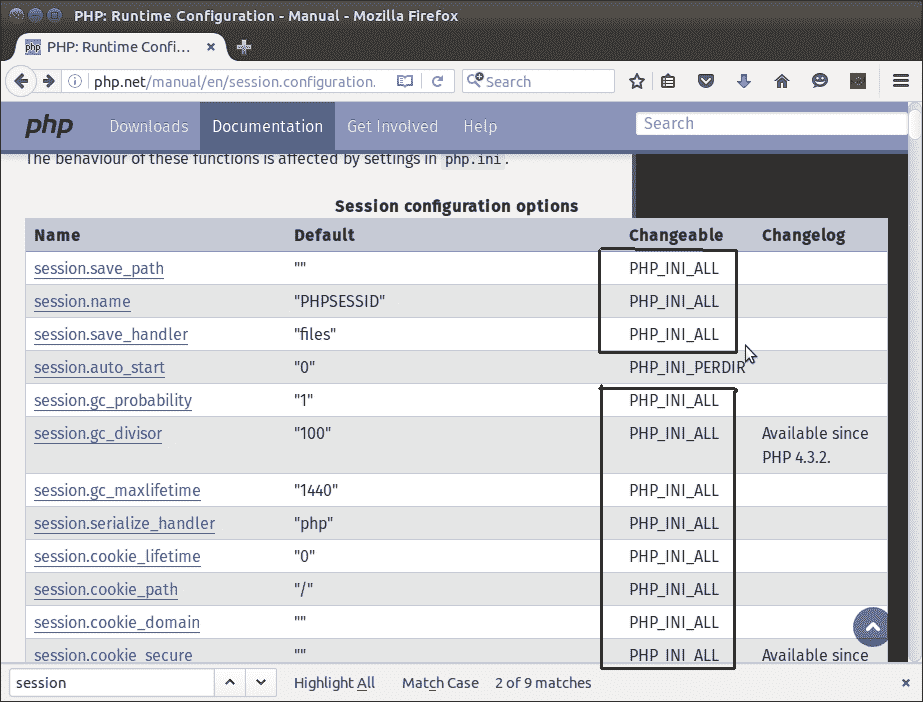 PHP: Runtime Configuration - Manual - Mozilla Firefox
php PHP: Runtime Confi...
php.net/manual/en/session.configuration. Search
php Downloads Documentation Get Involved Help Search
The behaviour of these functions is affected by settings in php.ini.
Session configuration options
Name Default Changeable Changelog
session.save_path "" PHP_INI_ALL
session.name "PHPSESSID" PHP_INI_ALL
session.save_handler "files" PHP_INI_ALL
session.auto_start "0" PHP_INI_PERDIR
session.gc_probability "1" PHP_INI_ALL
session.gc_divisor "100" PHP_INI_ALL Available since
PHP 4.3.2.
session.gc_maxlifetime "1440" PHP_INI_ALL
session.serialize_handler "php" PHP_INI_ALL
session.cookie_lifetime "0" PHP_INI_ALL
session.cookie_path "/" PHP_INI_ALL
session.cookie_domain "" PHP_INI_ALL
session.cookie_secure "" PHP_INI_ALL Available since
session Highlight All Match Case 2 of 9 matches